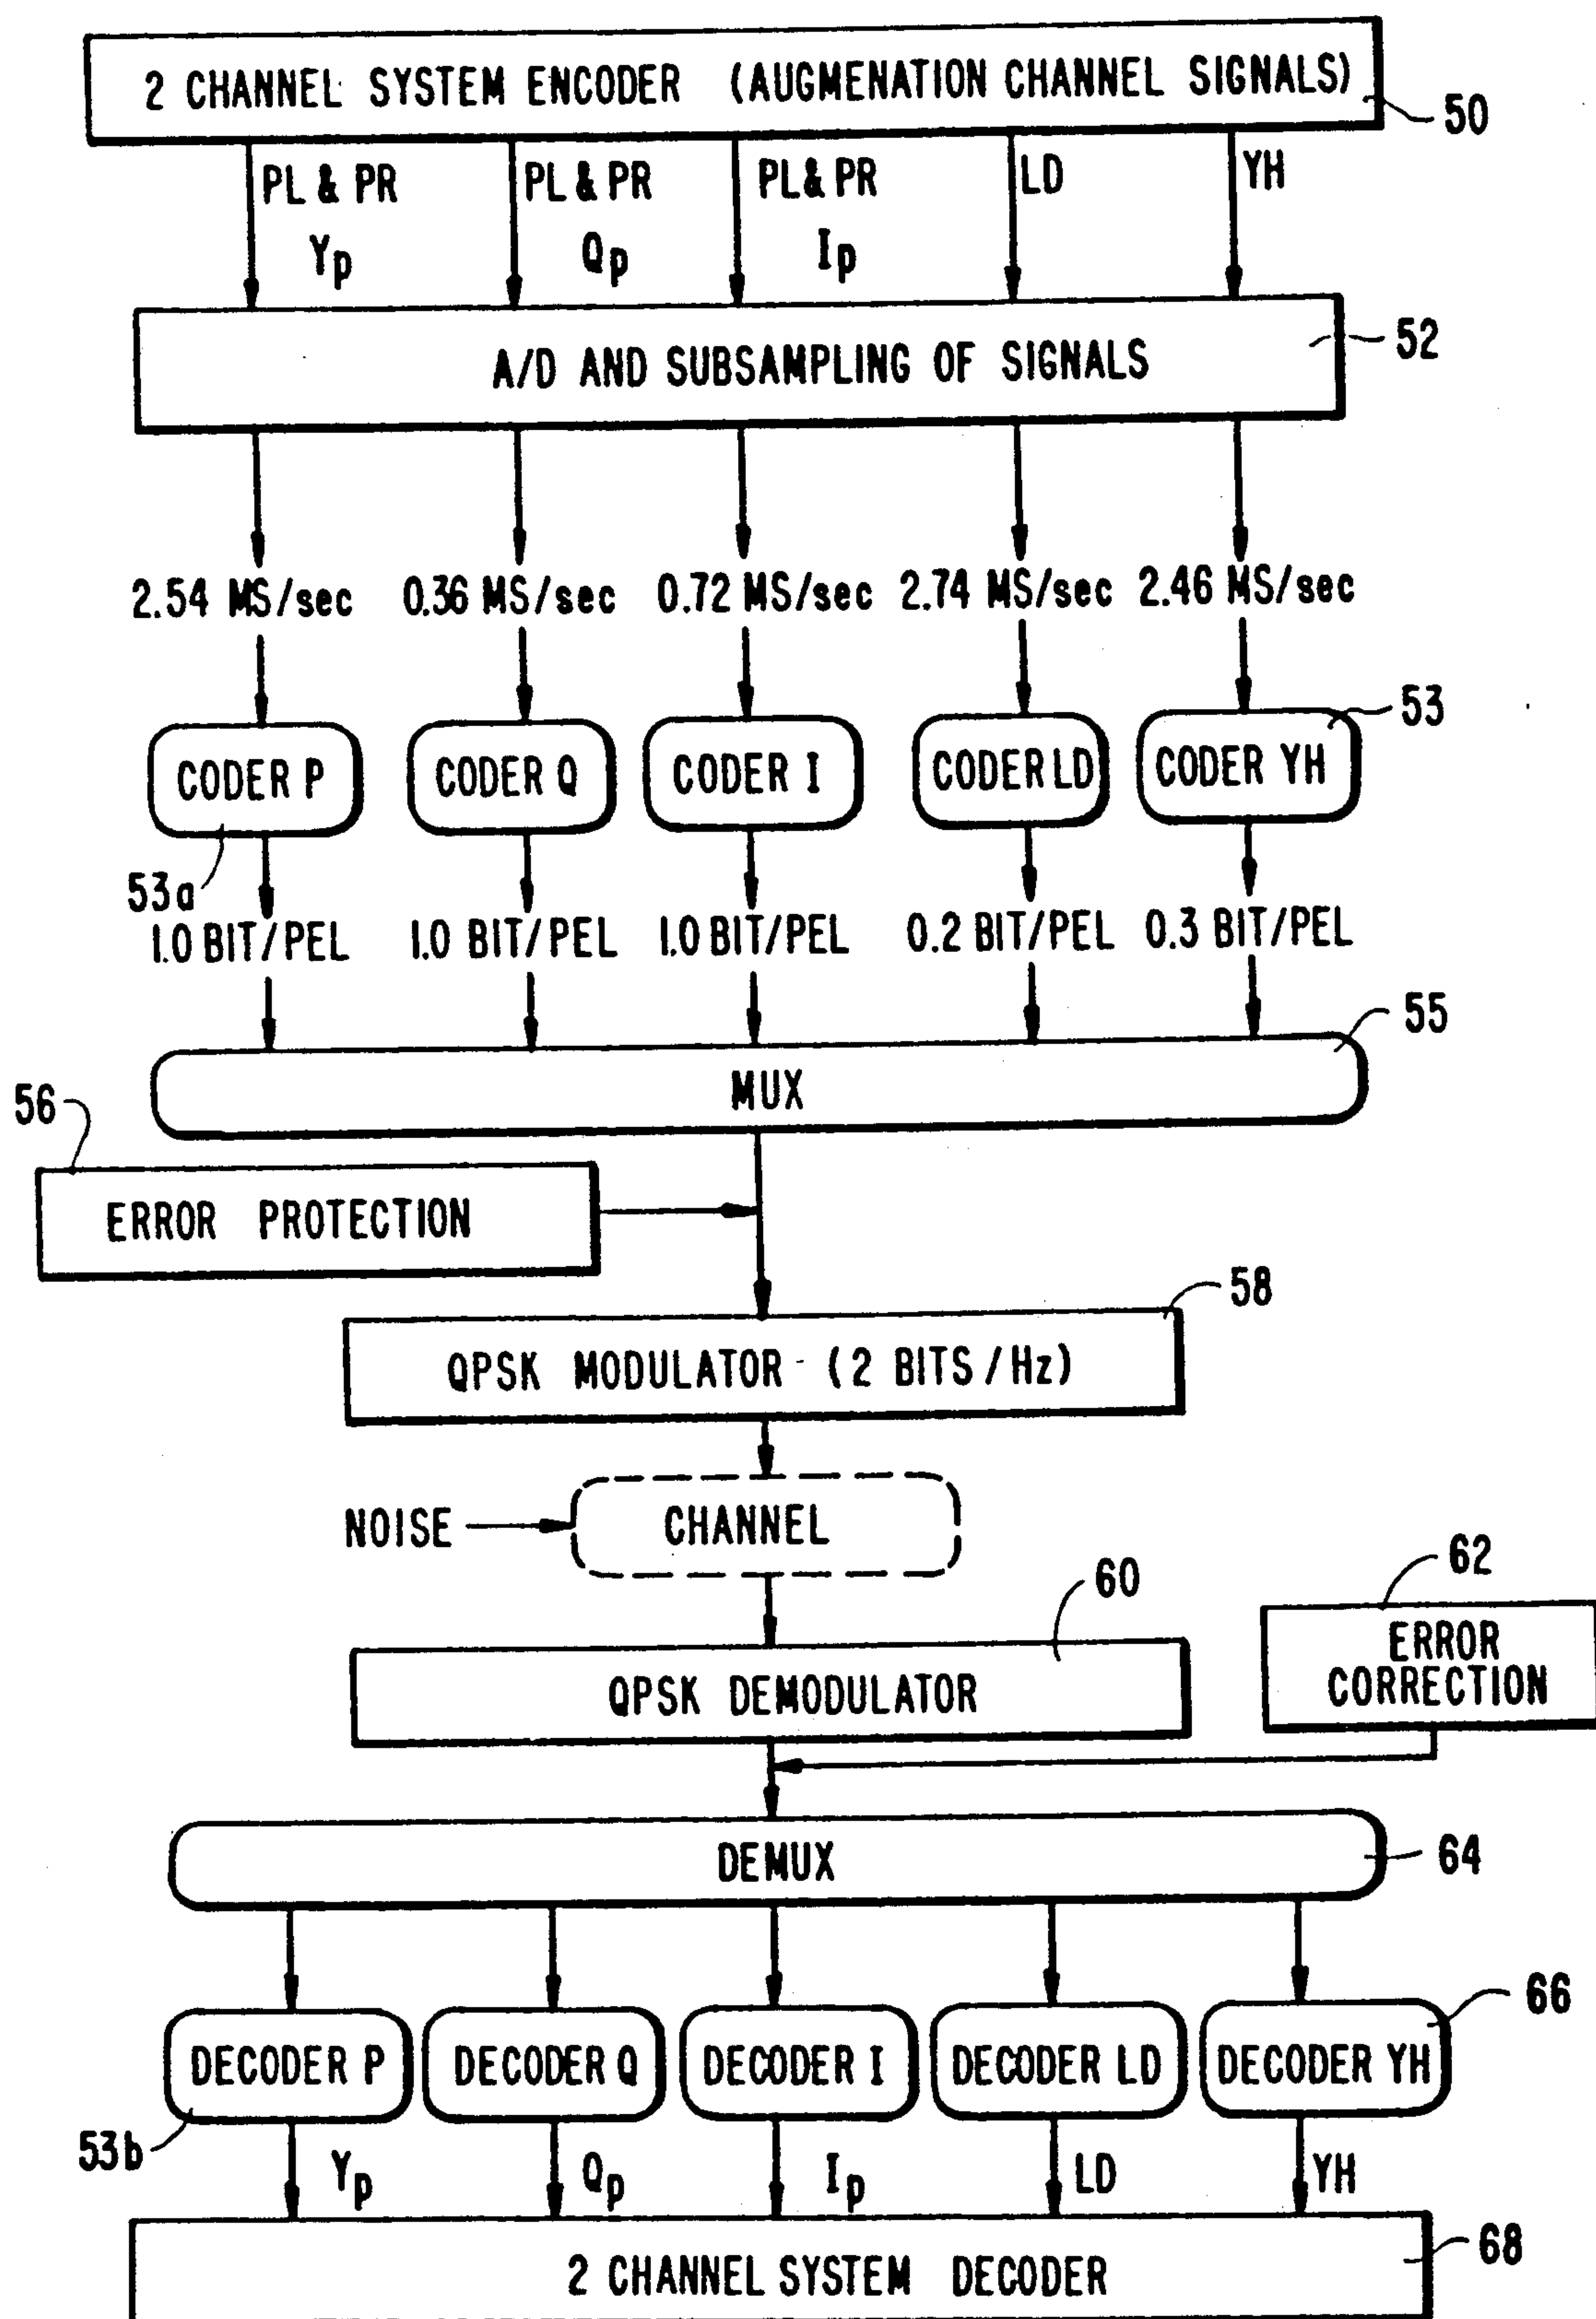 2 CHANNEL SYSTEM ENCODER (AUGMENATION CHANNEL SIGNALS)
50
PL & PR PL & PR PL& PR LD YH
Yp Qp Ip
A/D AND SUBSAMPLING OF SIGNALS
52
2.54 MS/sec 0.36 MS/sec 0.72 MS/sec 2.74 MS/sec 2.46 MS/sec
53
CODER P CODER Q CODER I CODER LD CODER YH
53a
1.0 BIT/PEL 1.0 BIT/PEL 1.0 BIT/PEL 0.2 BIT/PEL 0.3 BIT/PEL
55
MUX
56
ERROR PROTECTION
58
QPSK MODULATOR - (2 BITS/Hz)
NOISE CHANNEL
60
62
ERROR
CORRECTION
QPSK DEMODULATOR
DEMUX
64
66
DECODER P DECODER Q DECODER I DECODER LD DECODER YH
53b
Yp Qp Ip LD YH
2 CHANNEL SYSTEM DECODER
68